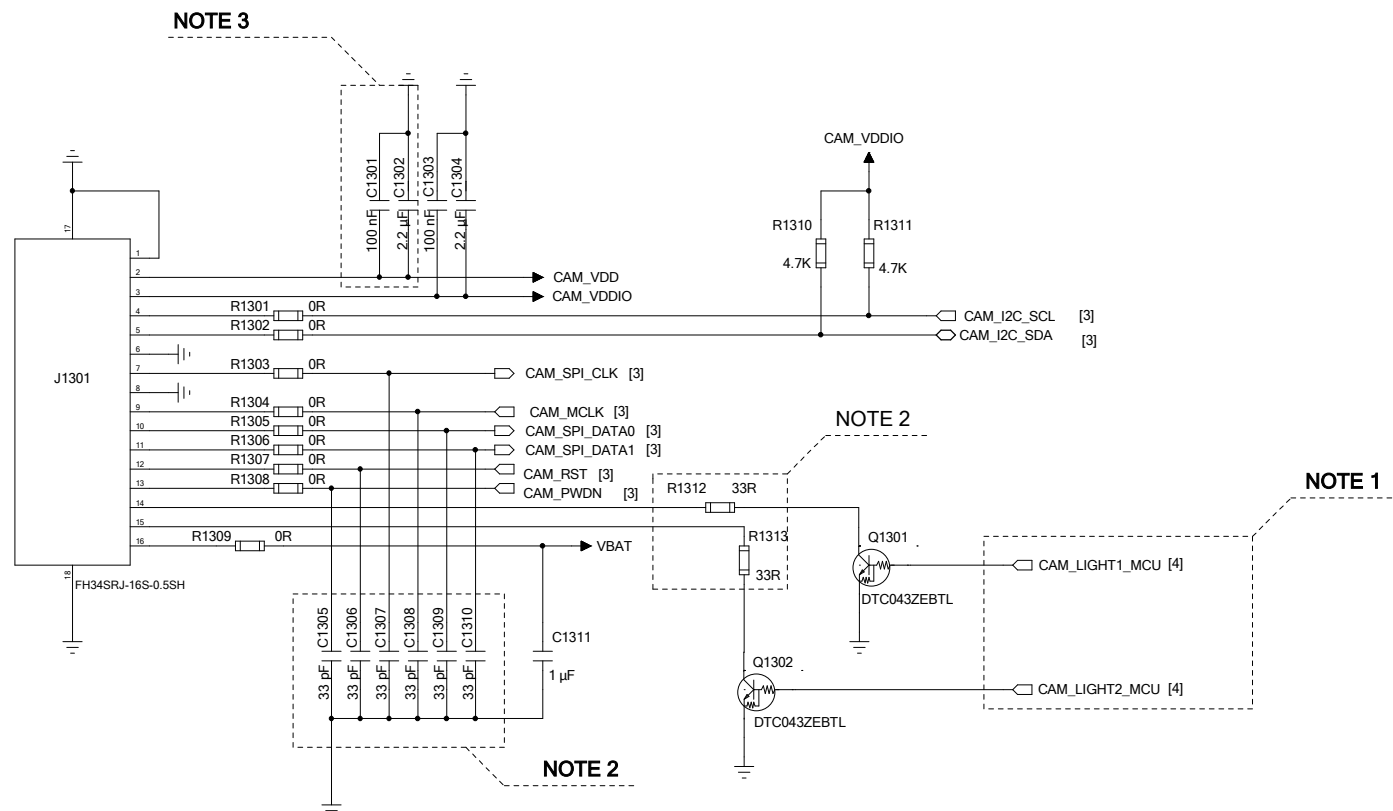 NOTE 3
C1301
C1302
C1303
C1304
100 nF
2.2 µF
100 nF
2.2 µF
CAM_VDDIO
R1310
R1311
4.7K
4.7K
17
1
2
3
4
5
6
7
8
9
10
11
12
13
14
15
16
18
J1301
FH34SRJ-16S-0.5SH
CAM_VDD
CAM_VDDIO
R1301 0R
CAM_I2C_SCL [3]
R1302 0R
CAM_I2C_SDA [3]
R1303 0R
CAM_SPI_CLK [3]
R1304 0R
CAM_MCLK [3]
R1305 0R
CAM_SPI_DATA0 [3]
R1306 0R
CAM_SPI_DATA1 [3]
R1307 0R
CAM_RST [3]
R1308 0R
CAM_PWDN [3]
R1309 0R
VBAT
NOTE 2
R1312 33R
R1313
33R
NOTE 1
Q1301
DTC043ZEBTL
CAM_LIGHT1_MCU [4]
Q1302
DTC043ZEBTL
CAM_LIGHT2_MCU [4]
C1305
C1306
C1307
C1308
C1309
C1310
33 pF
33 pF
33 pF
33 pF
33 pF
33 pF
C1311
1 µF
NOTE 2